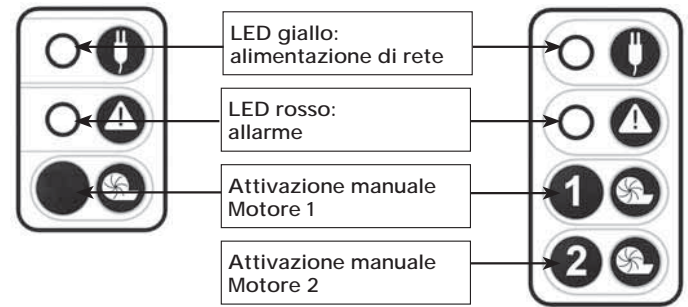 LED giallo:
alimentazione di rete
LED rosso:
allarme
Attivazione manuale
Motore 1
1
Attivazione manuale
Motore 2
2